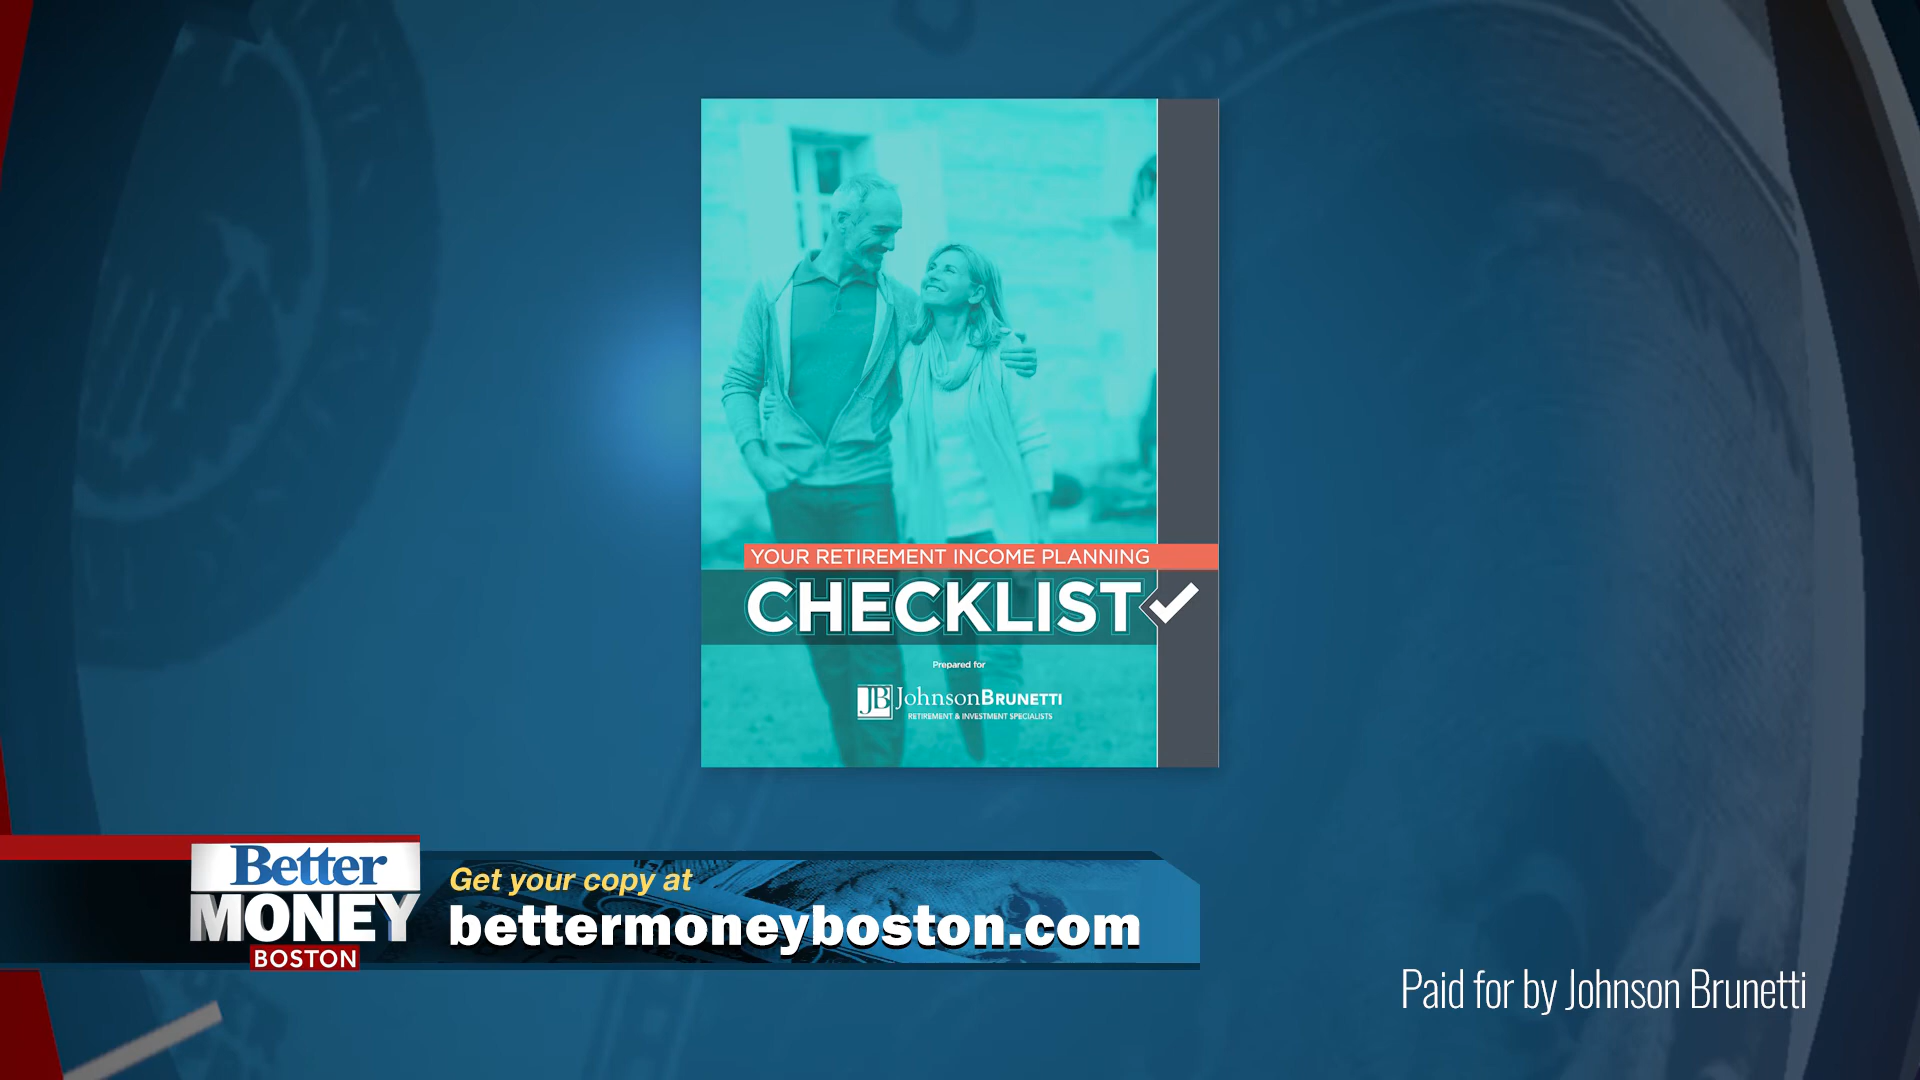 YOUR RETIREMENT INCOME PLANNING
CHECKLIST
Prepared for
JB JohnsonBRUNETTI
RETIREMENT & INVESTMENT SPECIALISTS
Better
MONEY
BOSTON
Get your copy at
bettermoneyboston.com
Paid for by Johnson Brunetti